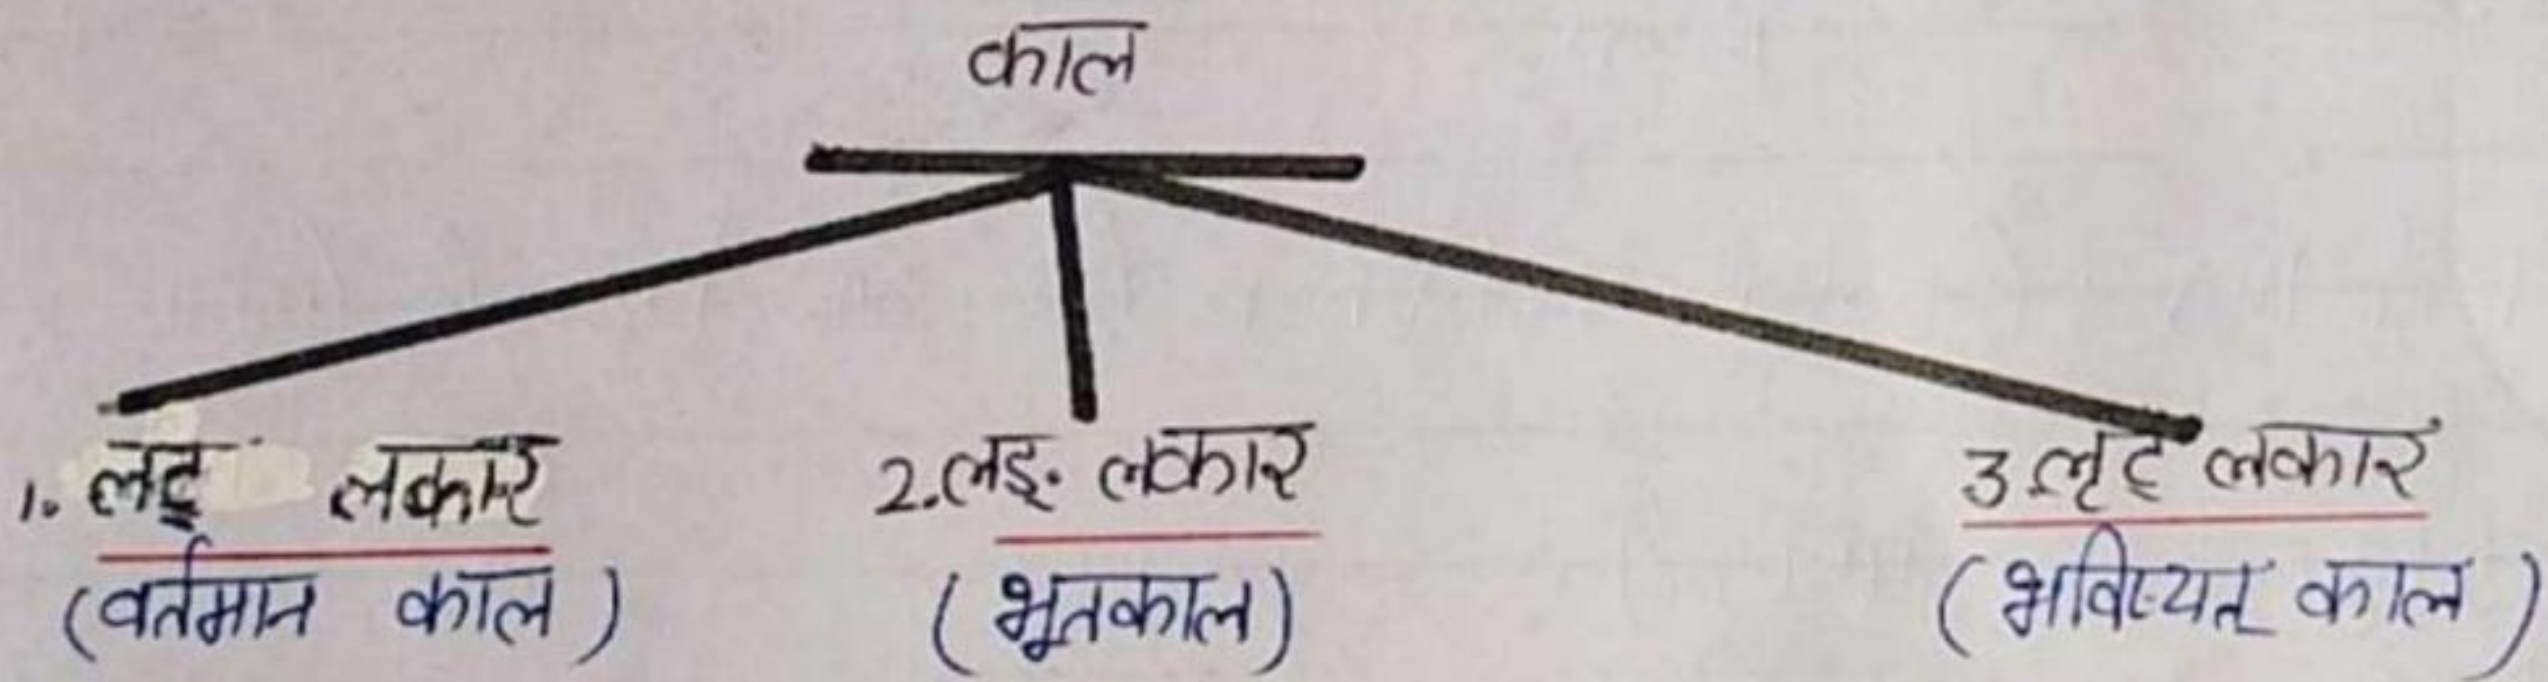 काल
1. लट् लकार 2. लङ् लकार 3 लृट् लकार
(वर्तमान काल) (भूतकाल) (भविष्यत् काल)